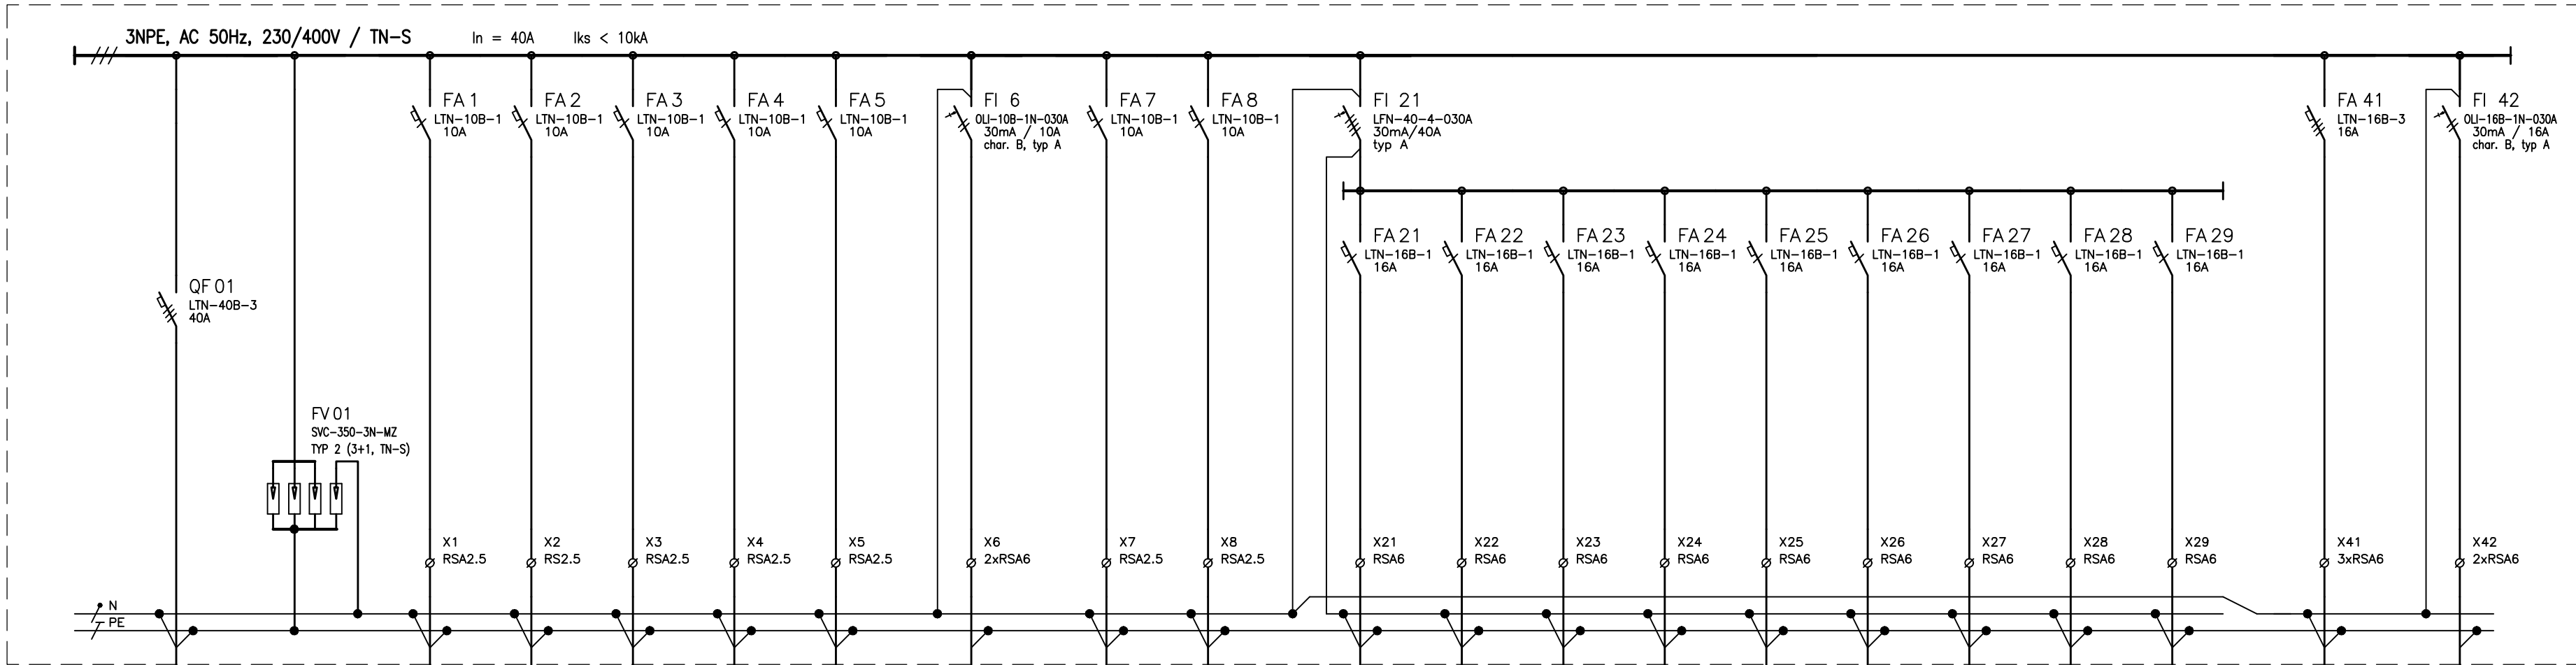 3NPE, AC 50Hz, 230/400V / TN-S In = 40A Iks < 10kA
FA 1
LTN-10B-1
10A
FA 2
LTN-10B-1
10A
FA 3
LTN-10B-1
10A
FA 4
LTN-10B-1
10A
FA 5
LTN-10B-1
10A
FI 6
OLI-10B-1N-030A
30mA / 10A
char. B, typ A
FA 7
LTN-10B-1
10A
FA 8
LTN-10B-1
10A
FI 21
LFN-40-4-030A
30mA/40A
typ A
FA 41
LTN-16B-3
16A
FI 42
OLI-16B-1N-030A
30mA / 16A
char. B, typ A
FA 21
LTN-16B-1
16A
FA 22
LTN-16B-1
16A
FA 23
LTN-16B-1
16A
FA 24
LTN-16B-1
16A
FA 25
LTN-16B-1
16A
FA 26
LTN-16B-1
16A
FA 27
LTN-16B-1
16A
FA 28
LTN-16B-1
16A
FA 29
LTN-16B-1
16A
QF 01
LTN-40B-3
40A
FV 01
SVC-350-3N-MZ
TYP 2 (3+1, TN-S)
X1
RSA2.5
X2
RS2.5
X3
RSA2.5
X4
RSA2.5
X5
RSA2.5
X6
2xRSA6
X7
RSA2.5
X8
RSA2.5
X21
RSA6
X22
RSA6
X23
RSA6
X24
RSA6
X25
RSA6
X26
RSA6
X27
RSA6
X28
RSA6
X29
RSA6
X41
3xRSA6
X42
2xRSA6
N
PE